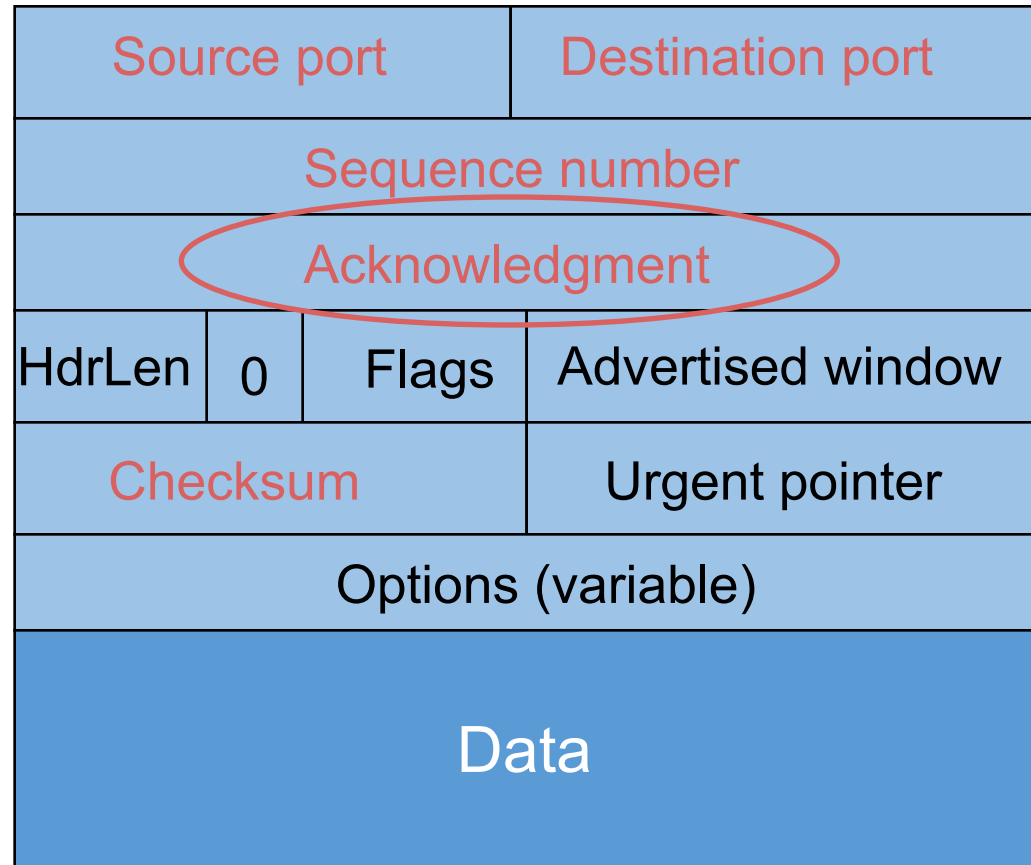 Source port Destination port
Sequence number
Acknowledgment
HdrLen 0 Flags Advertised window
Checksum Urgent pointer
Options (variable)
Data